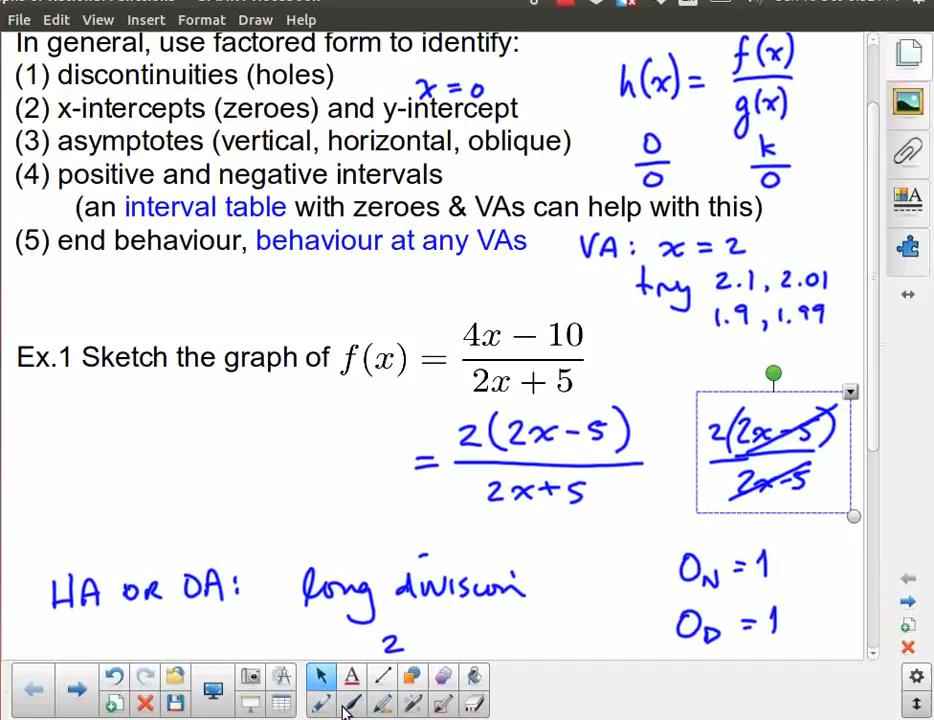 File Edit View Insert Format Draw Help
In general, use factored form to identify:
(1) discontinuities (holes)
x = 0
(2) x-intercepts (zeroes) and y-intercept
(3) asymptotes (vertical, horizontal, oblique)
(4) positive and negative intervals
(an interval table with zeroes & VAs can help with this)
(5) end behaviour, behaviour at any VAs
h(x) = f(x)/g(x)
0/0 k/0
VA: x = 2
try 2.1, 2.01
1.9, 1.99
Ex.1 Sketch the graph of f(x) = (4x − 10)/(2x + 5)
= 2(2x-5)/(2x+5)
2(2x-5)/(2x-5)
HA OR OA: long division
2
O_N = 1
O_D = 1